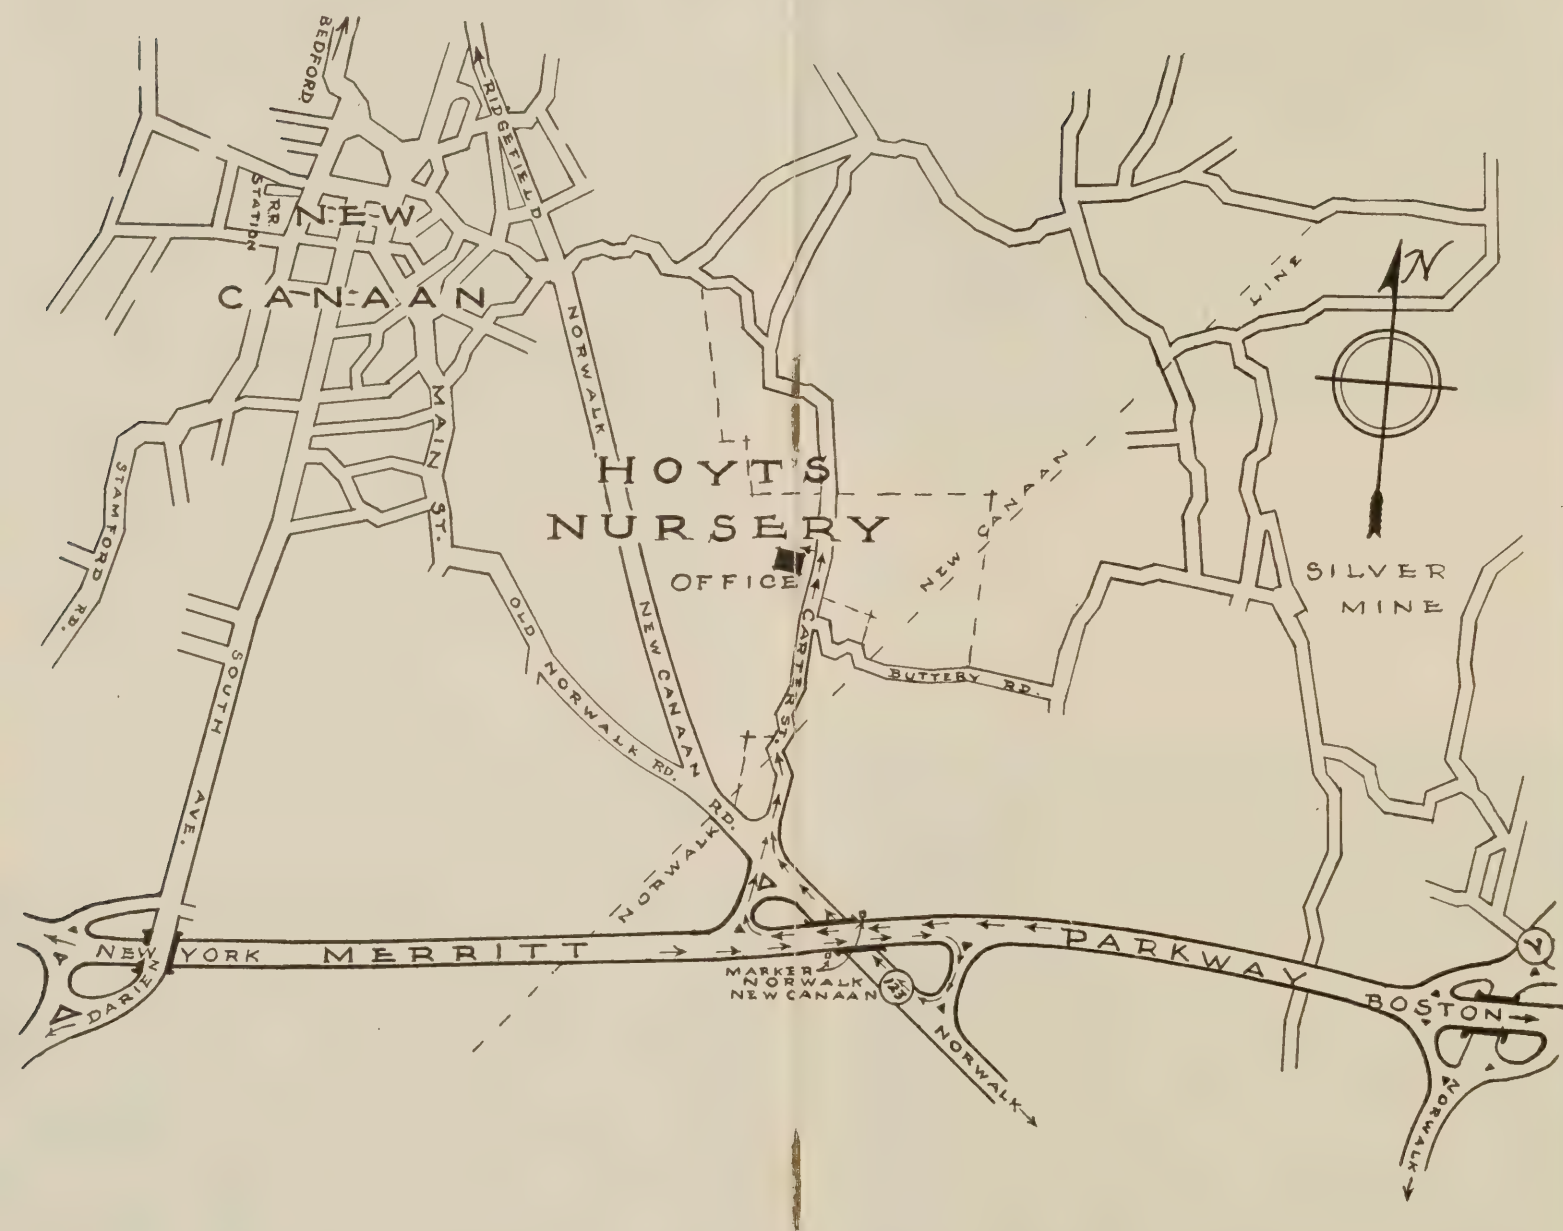 BEDFORD.
RIDGEFIELD
R.R.
STATION
NEW
CANAAN
NORWALK
NEW CANAAN
RD.
MAIN ST.
STAMFORD RD.
SOUTH AVE.
OLD NORWALK RD.
HOYTS
NURSERY
OFFICE
CARTER ST.
BUTTERY RD.
NORWALK
NEW CANAAN
LINE
N
SILVER
MINE
NEW YORK
MERRITT
PARKWAY
BOSTON
DARIEN
MARKER
NORWALK
NEW CANAAN
123
NORWALK
7
NORWALK